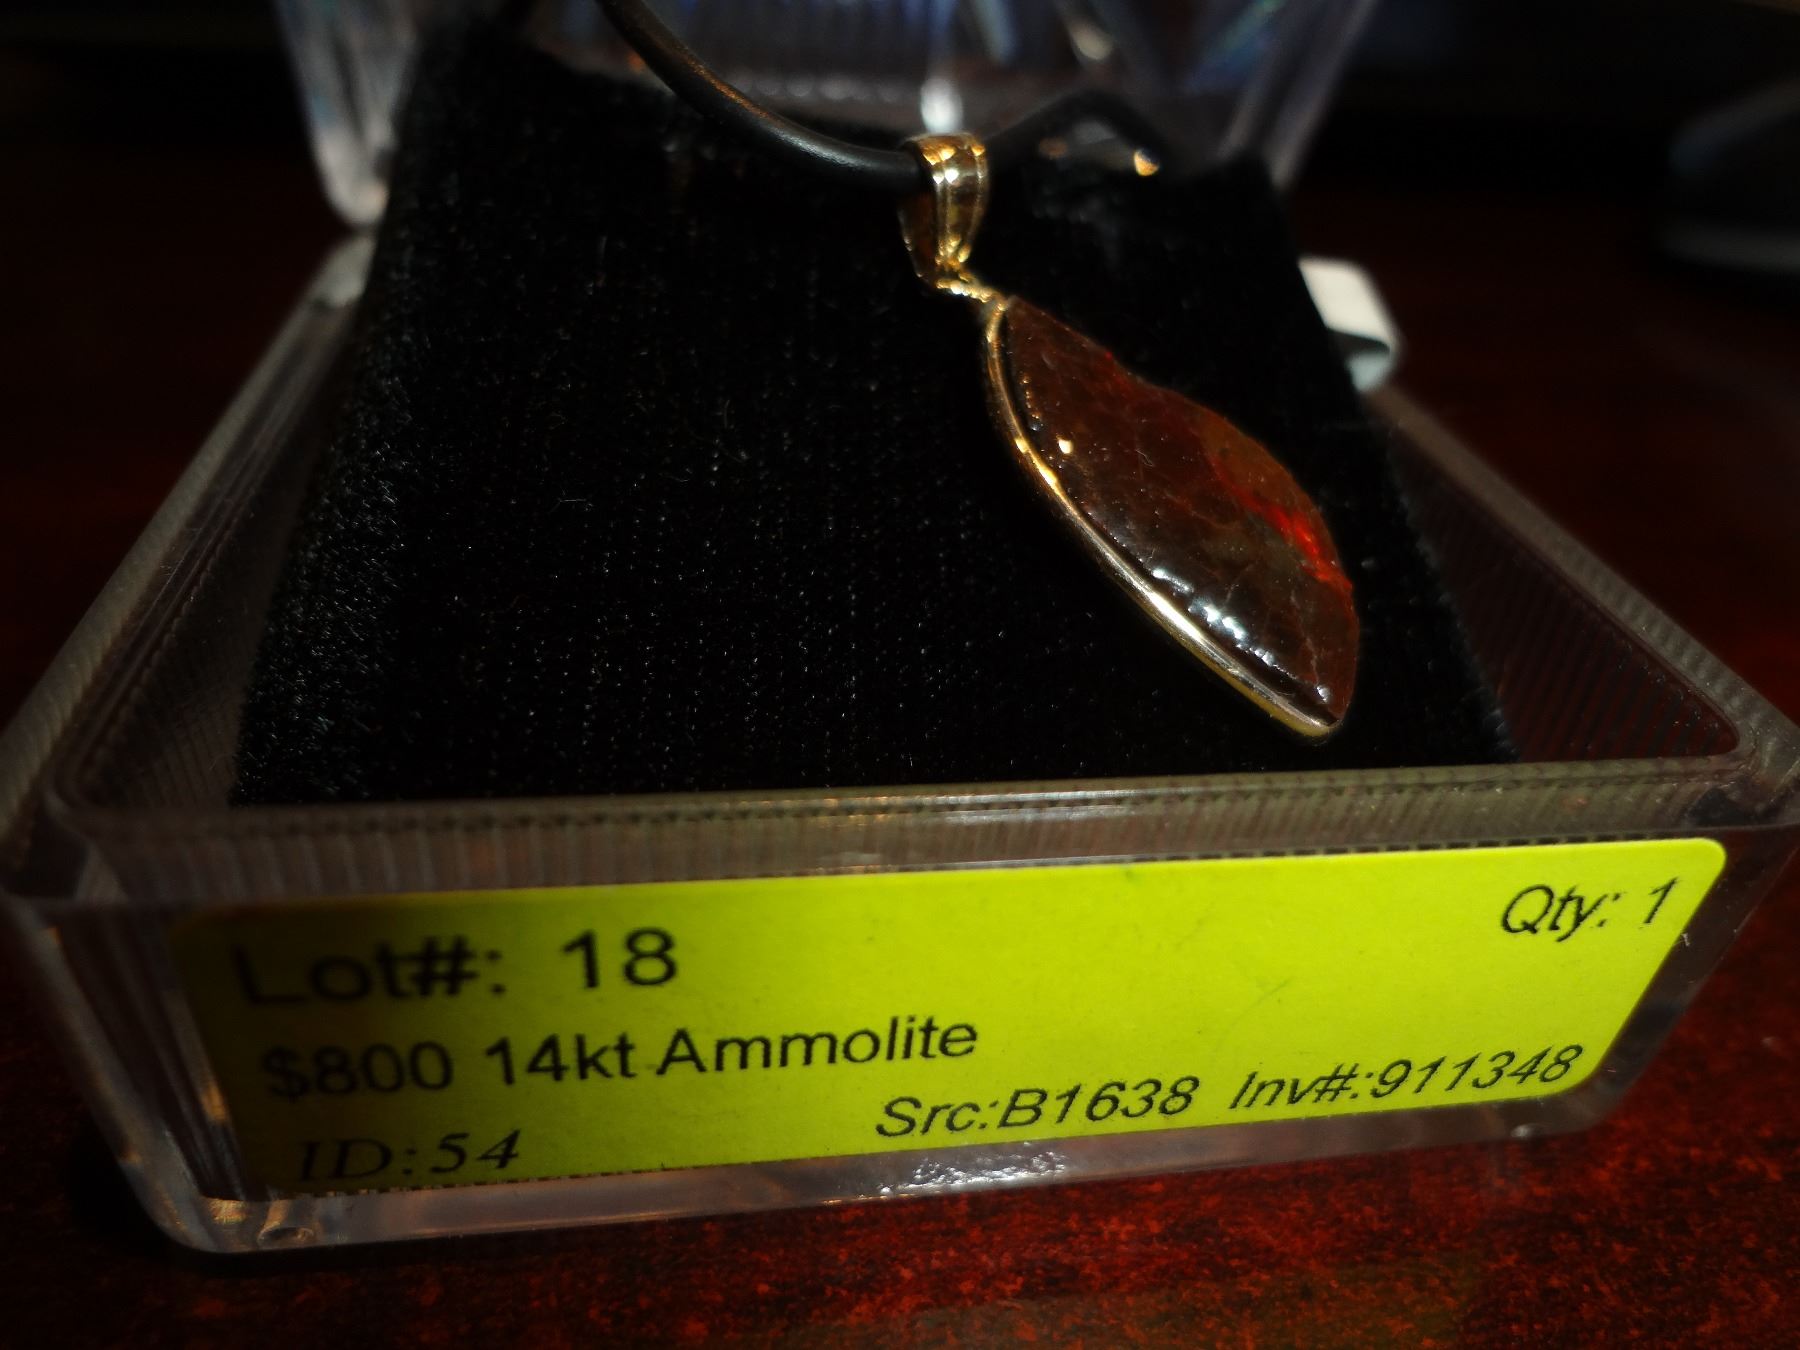 Lot#: 18
Qty: 1
$800 14kt Ammolite
Src:B1638 Inv#:911348
ID:54